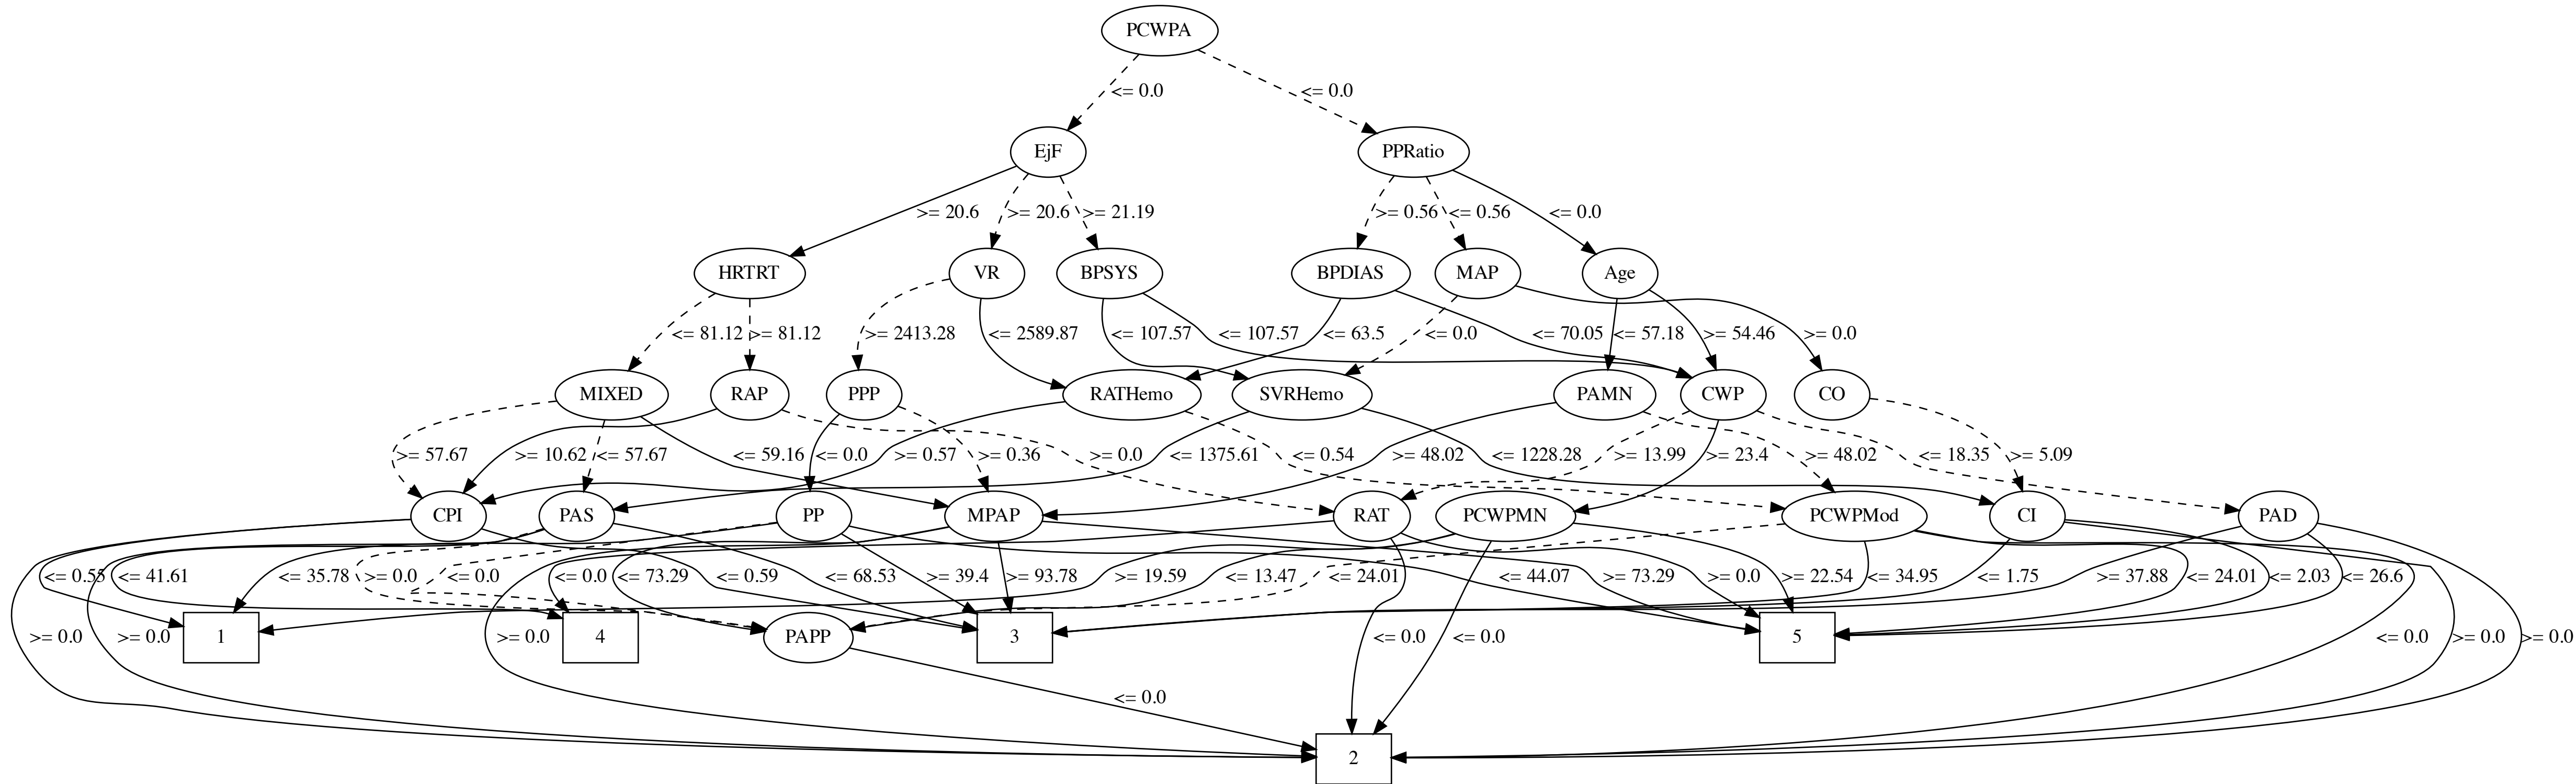 PCWPA
<= 0.0
<= 0.0
EjF
PPRatio
>= 20.6
>= 20.6
>= 21.19
>= 0.56
<= 0.56
<= 0.0
HRTRT
VR
BPSYS
BPDIAS
MAP
Age
<= 81.12
>= 81.12
>= 2413.28
<= 2589.87
<= 107.57
<= 107.57
<= 63.5
<= 0.0
<= 70.05
<= 57.18
>= 54.46
>= 0.0
MIXED
RAP
PPP
RATHemo
SVRHemo
PAMN
CWP
CO
>= 57.67
>= 10.62
<= 57.67
<= 59.16
<= 0.0
>= 0.57
>= 0.36
>= 0.0
<= 1375.61
<= 0.54
>= 48.02
<= 1228.28
>= 13.99
>= 23.4
>= 48.02
<= 18.35
>= 5.09
CPI
PAS
PP
MPAP
RAT
PCWPMN
PCWPMod
CI
PAD
<= 0.55
<= 41.61
<= 35.78
>= 0.0
<= 0.0
<= 0.0
<= 73.29
<= 0.59
<= 68.53
>= 39.4
>= 93.78
>= 19.59
<= 13.47
<= 24.01
<= 44.07
>= 73.29
>= 0.0
>= 22.54
<= 34.95
<= 1.75
>= 37.88
<= 24.01
<= 2.03
<= 26.6
>= 0.0
>= 0.0
1
>= 0.0
4
PAPP
3
<= 0.0
<= 0.0
5
<= 0.0
>= 0.0
>= 0.0
<= 0.0
2